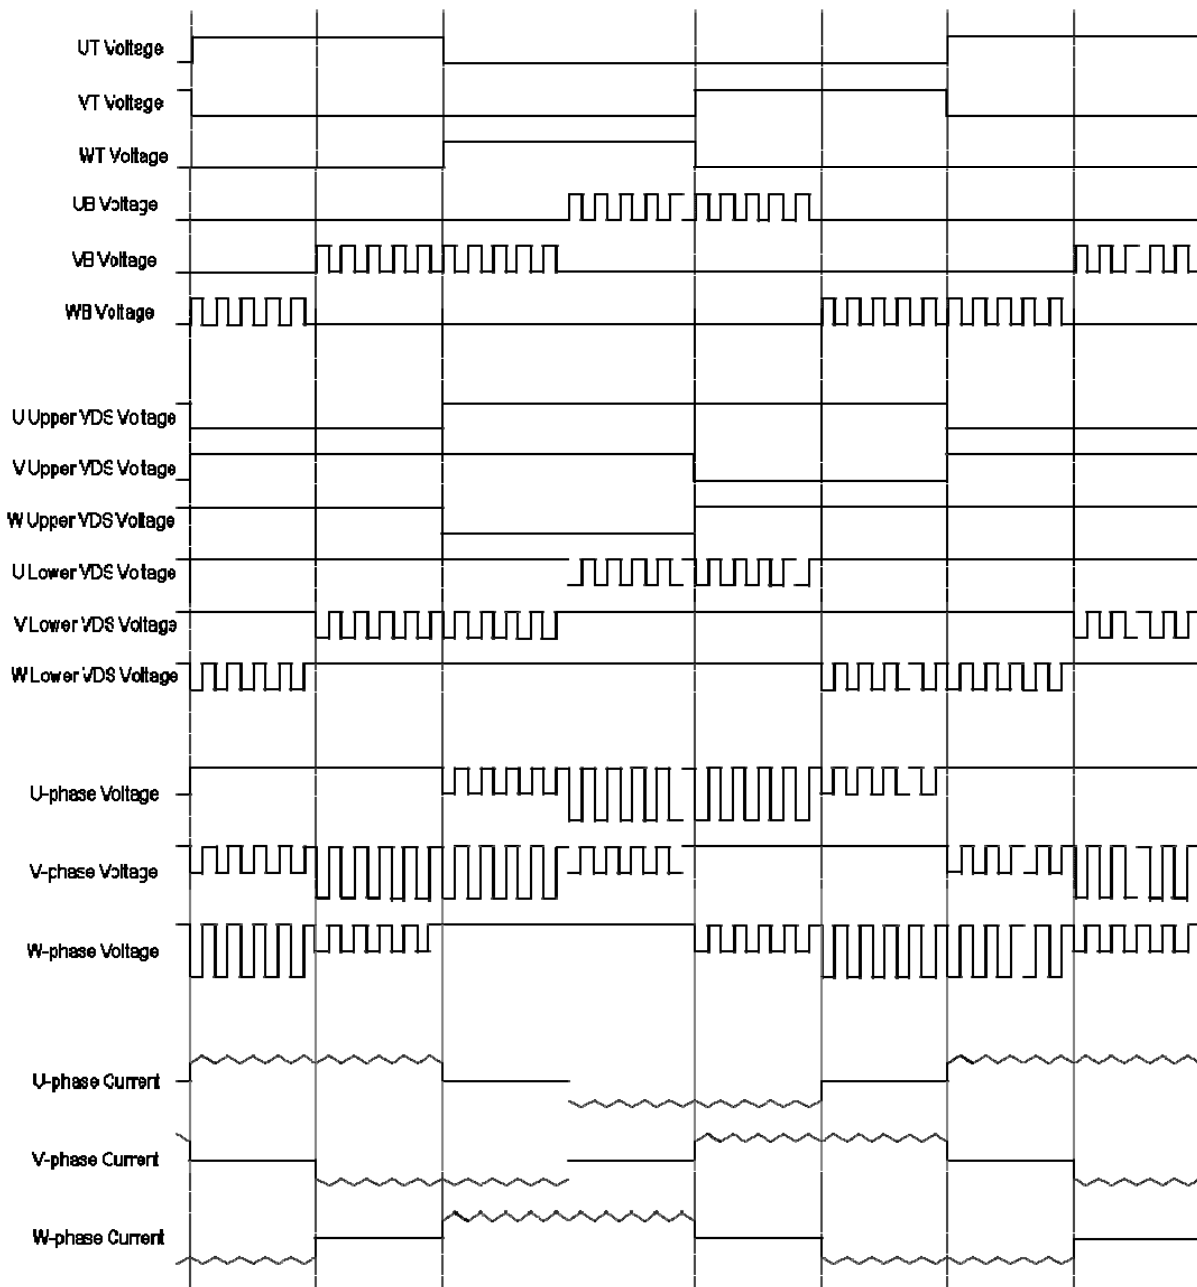 UT Voltage
VT Voltage
WT Voltage
UB Voltage
VB Voltage
WB Voltage
U Upper VDS Voltage
V Upper VDS Voltage
W Upper VDS Voltage
U Lower VDS Voltage
V Lower VDS Voltage
W Lower VDS Voltage
U-phase Voltage
V-phase Voltage
W-phase Voltage
U-phase Current
V-phase Current
W-phase Current